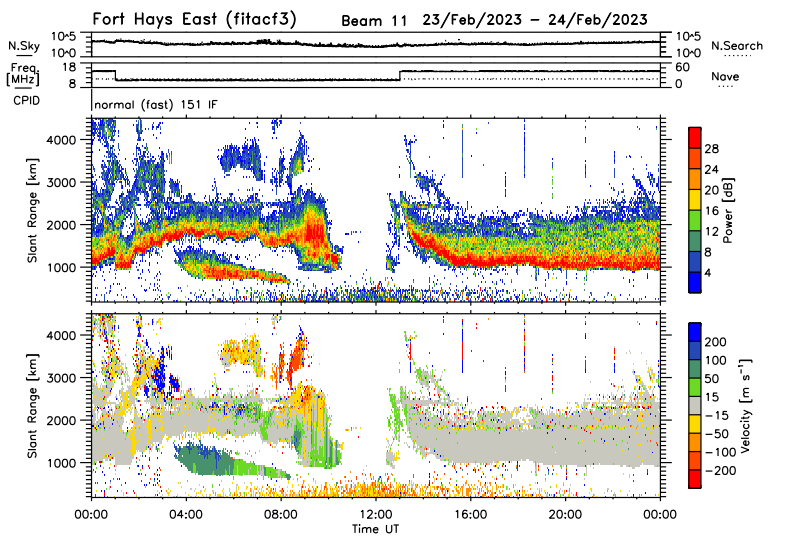 Fort Hays East (fitacf3) Beam 11 23/Feb/2023 − 24/Feb/2023
N.Sky 10^5 10^0 10^5 10^0 N.Search
Freq. [MHz] 18 8 60 0 Nave
CPID normal (fast) 151 IF
Slant Range [km] 4000 3000 2000 1000
Power [dB] 28 24 20 16 12 8 4
Slant Range [km] 4000 3000 2000 1000
Velocity [m s⁻¹] 200 100 50 15 −15 −50 −100 −200
00:00 04:00 08:00 12:00 16:00 20:00 00:00
Time UT